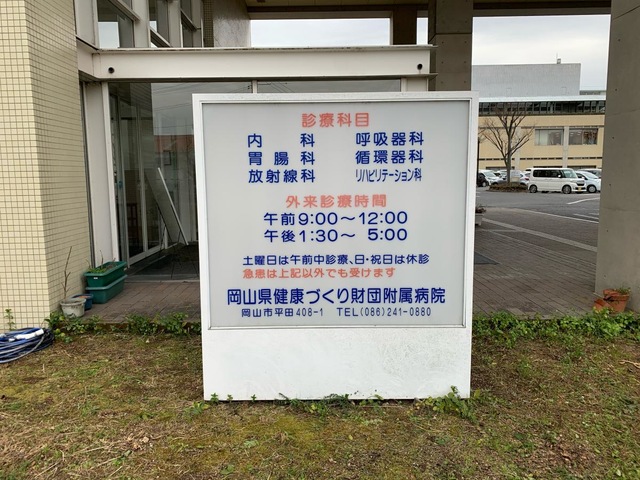 診療科目
内科 呼吸器科
胃腸科 循環器科
放射線科 リハビリテーション科
外来診療時間
午前9:00～12:00
午後1:30～5:00
土曜日は午前中診療、日・祝日は休診
急患は上記以外でも受けます
岡山県健康づくり財団附属病院
岡山市平田408-1 TEL(086)241-0880